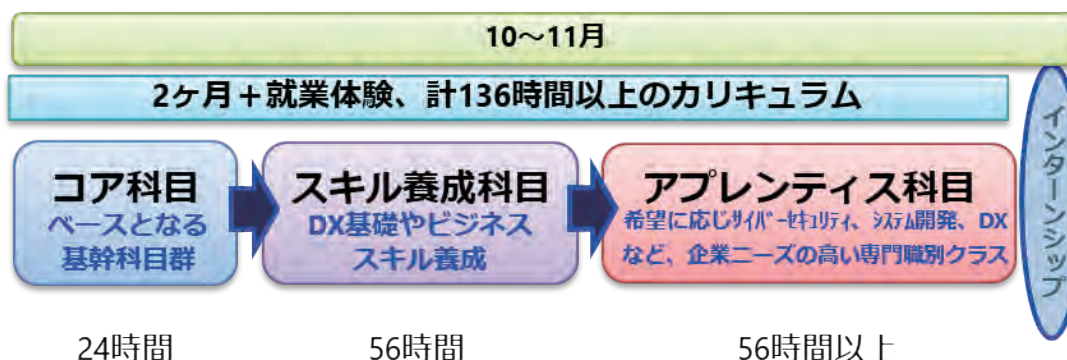 10～11月
2ヶ月＋就業体験、計136時間以上のカリキュラム
コア科目
ベースとなる
基幹科目群
スキル養成科目
DX基礎やビジネス
スキル養成
アプレンティス科目
希望に応じｻｲﾊﾞｰｾｷｭﾘﾃｨ、ｼｽﾃﾑ開発、DX
など、企業ニーズの高い専門職別クラス
インターンシップ
24時間
56時間
56時間以上